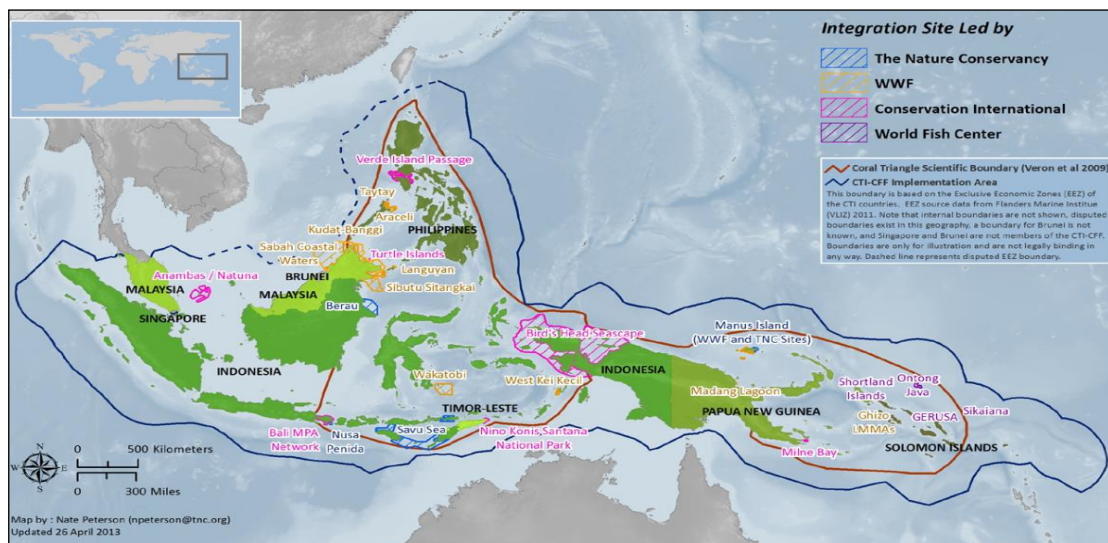 Integration Site Led by
The Nature Conservancy
WWF
Conservation International
World Fish Center
Coral Triangle Scientific Boundary (Veron et al 2009)
CTI-CFF Implementation Area
This boundary is based on the Exclusive Economic Zones (EEZ) of
the CTI countries. EEZ source data from Flanders Marine Institue
(VLIZ) 2011. Note that internal boundaries are not shown, disputed
boundaries exist in this geography, a boundary for Brunei is not
known, and Singapore and Brunei are not members of the CTI-CFF.
Boundaries are only for illustration and are not legally binding in
any way. Dashed line represents disputed EEZ boundary.
Verde Island Passage
Taytay
Araceli
PHILIPPINES
Kudat-Banggi
Sabah Coastal
Waters
Turtle Islands
BRUNEI
Languyan
Anambas / Natuna
MALAYSIA
MALAYSIA
Sibutu Sitangkai
Berau
SINGAPORE
Bird's Head Seascape
Manus Island
(WWF and TNC Sites)
INDONESIA
INDONESIA
Wakatobi
West Kei Kecil
Madang Lagoon
Shortland
Islands
Ontong
Java
PAPUA NEW GUINEA
TIMOR-LESTE
Ghizo
LMMAs
GERUSA
Sikaiana
Bali MPA
Network
Nusa
Penida
Savu Sea
Nino Konis Santana
National Park
SOLOMON ISLANDS
Milne Bay
N
W
E
S
0 500 Kilometers
0 300 Miles
Map by : Nate Peterson (npeterson@tnc.org)
Updated 26 April 2013